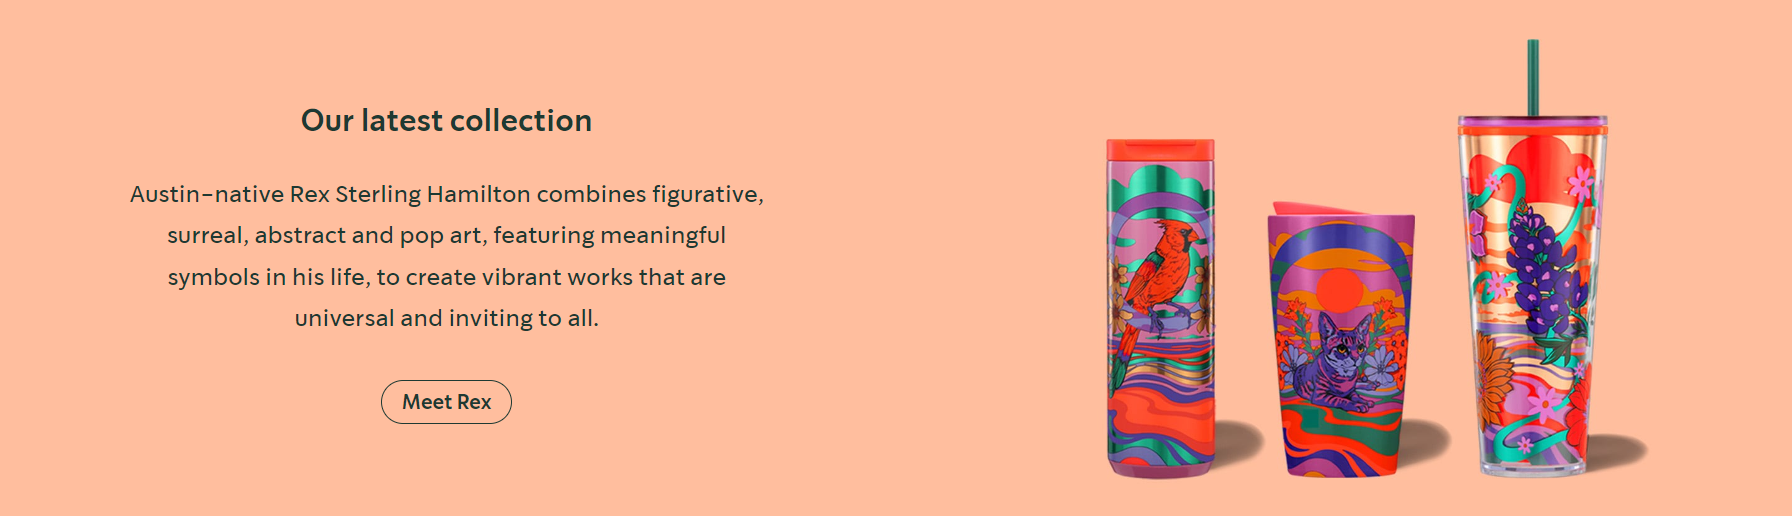 Our latest collection
Austin-native Rex Sterling Hamilton combines figurative,
surreal, abstract and pop art, featuring meaningful
symbols in his life, to create vibrant works that are
universal and inviting to all.
Meet Rex